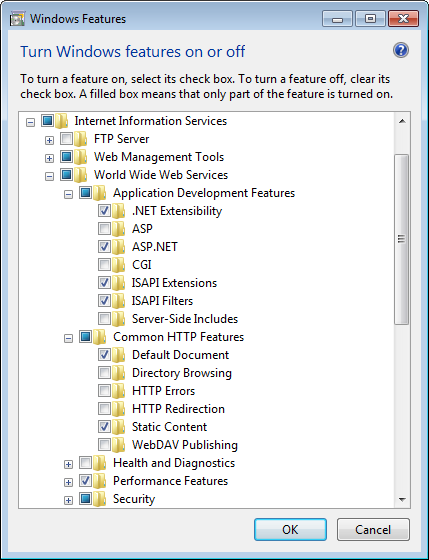 Windows Features
Turn Windows features on or off
To turn a feature on, select its check box. To turn a feature off, clear its
check box. A filled box means that only part of the feature is turned on.
Internet Information Services
FTP Server
Web Management Tools
World Wide Web Services
Application Development Features
.NET Extensibility
ASP
ASP.NET
CGI
ISAPI Extensions
ISAPI Filters
Server-Side Includes
Common HTTP Features
Default Document
Directory Browsing
HTTP Errors
HTTP Redirection
Static Content
WebDAV Publishing
Health and Diagnostics
Performance Features
Security
OK
Cancel